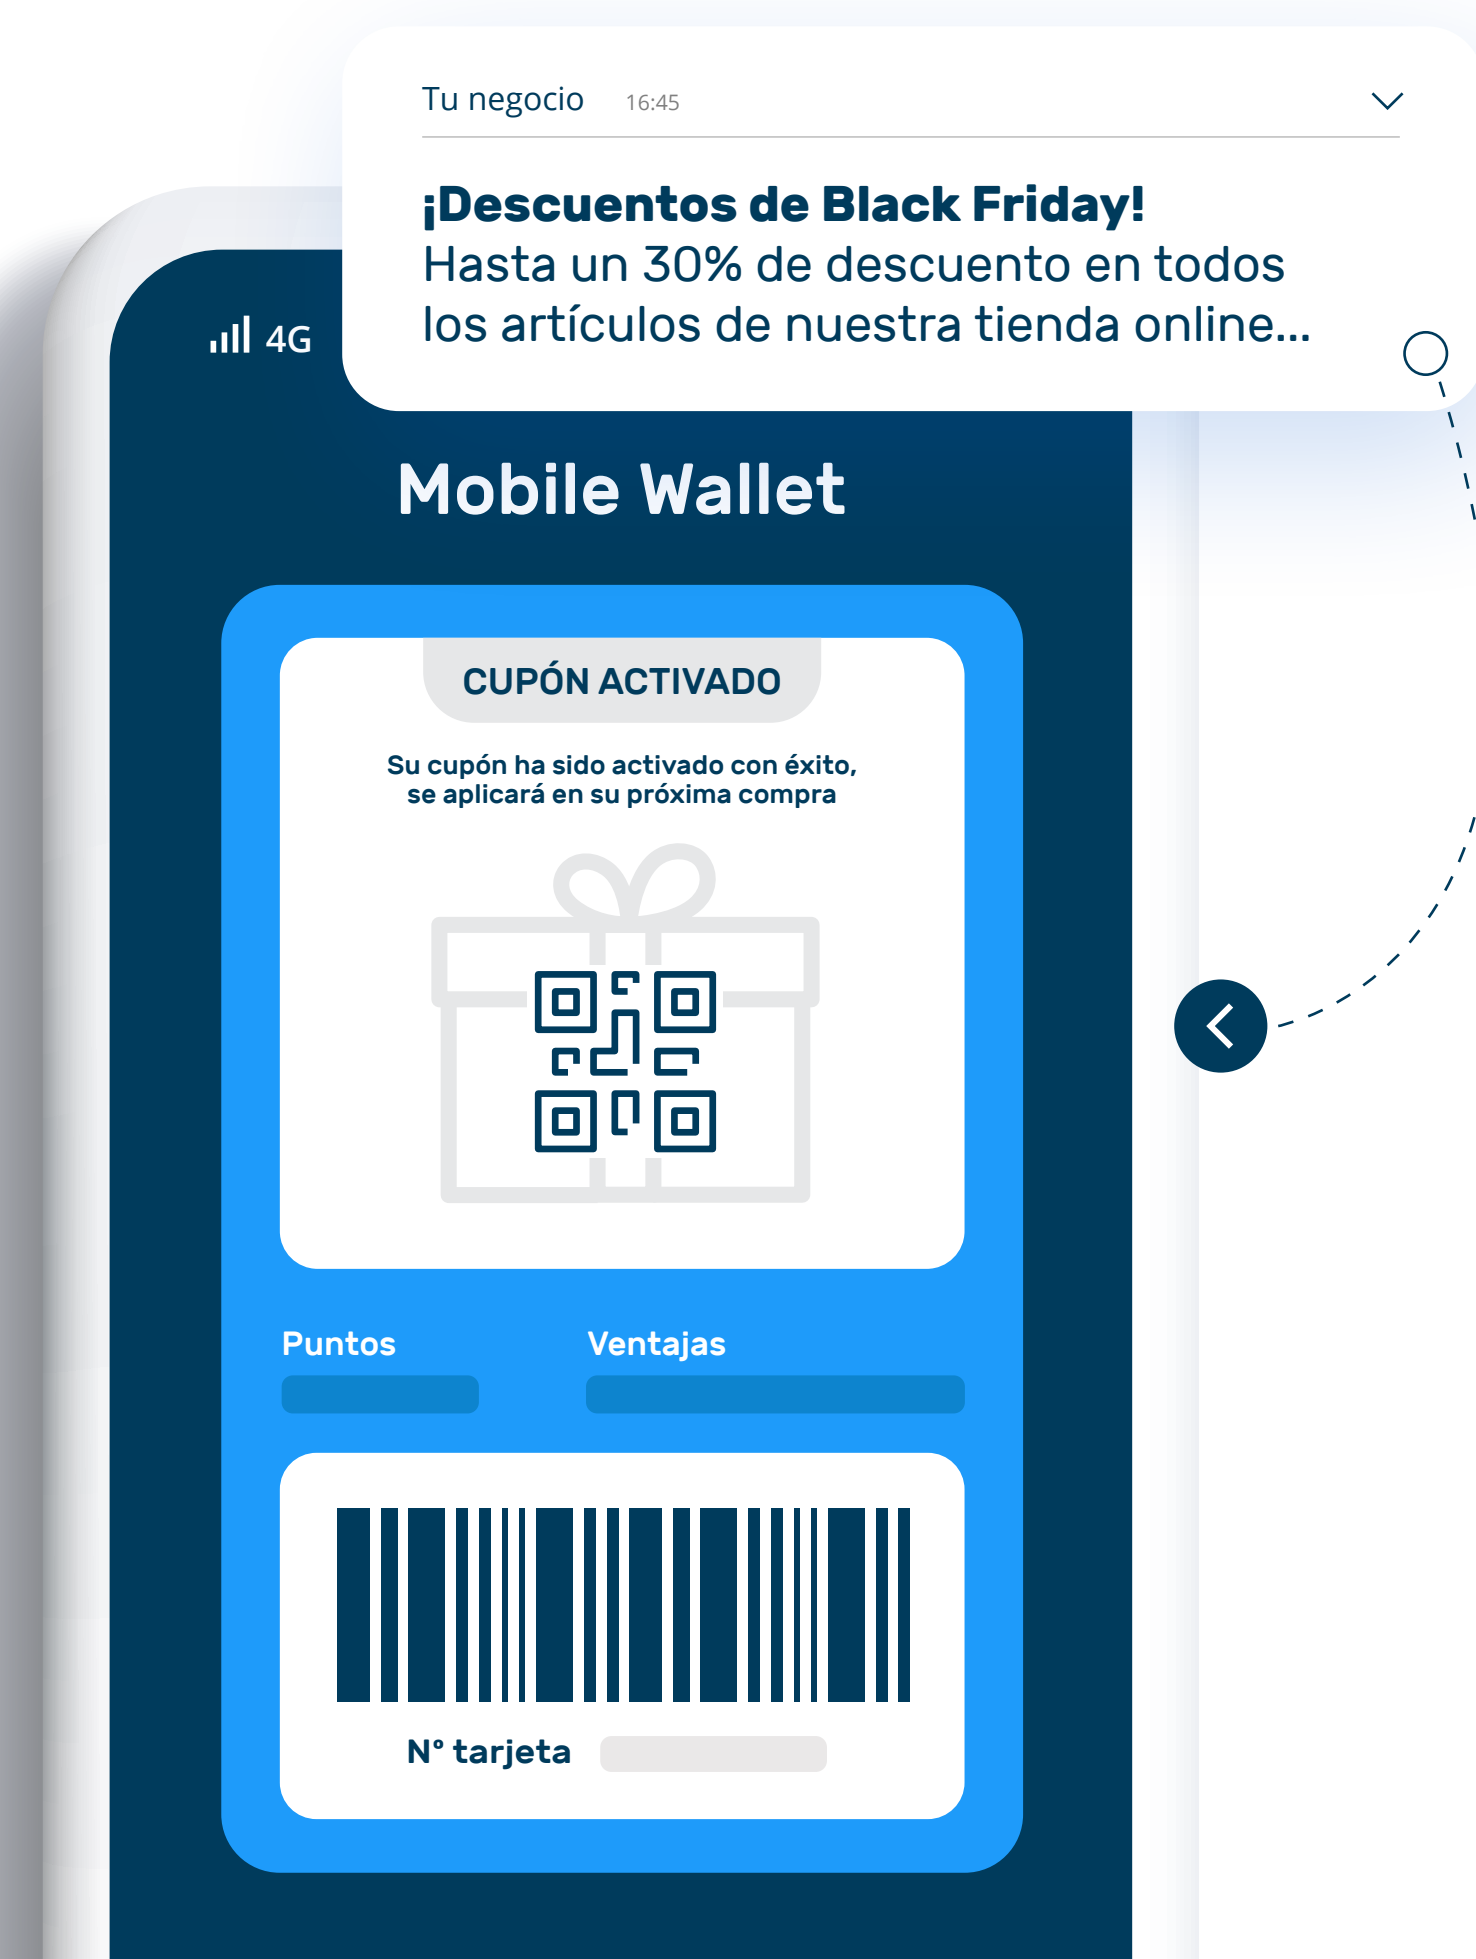 Tu negocio 16:45
¡Descuentos de Black Friday!
Hasta un 30% de descuento en todos
los artículos de nuestra tienda online...
4G
Mobile Wallet
CUPÓN ACTIVADO
Su cupón ha sido activado con éxito,
se aplicará en su próxima compra
Puntos Ventajas
Nº tarjeta